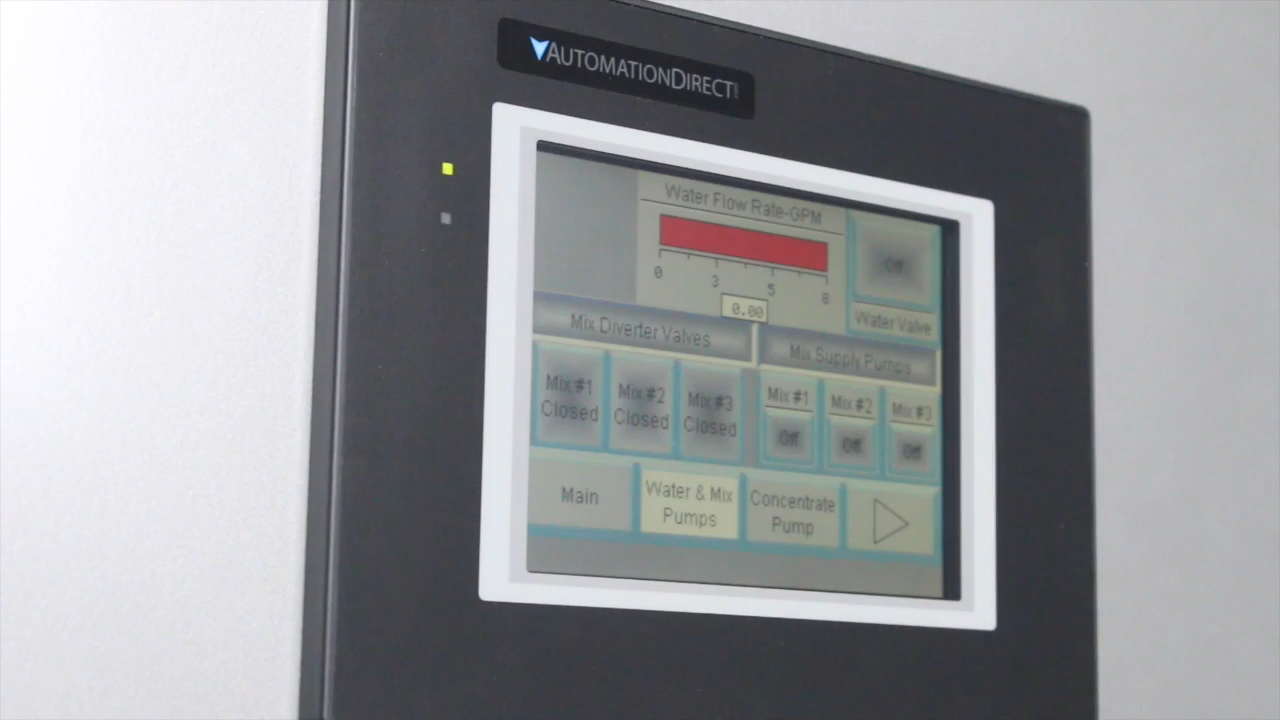 AUTOMATIONDIRECT
Water Flow Rate-GPM
0 3 5 8
0.00
Off
Water Valve
Mix Diverter Valves
Mix Supply Pumps
Mix #1 Closed
Mix #2 Closed
Mix #3 Closed
Mix #1
Off
Mix #2
Off
Mix #3
Off
Main
Water & Mix
Pumps
Concentrate
Pump